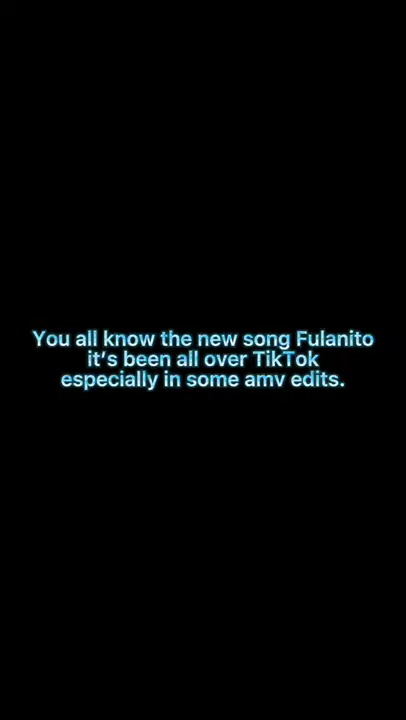 You all know the new song Fulanito
it’s been all over TikTok
especially in some amv edits.